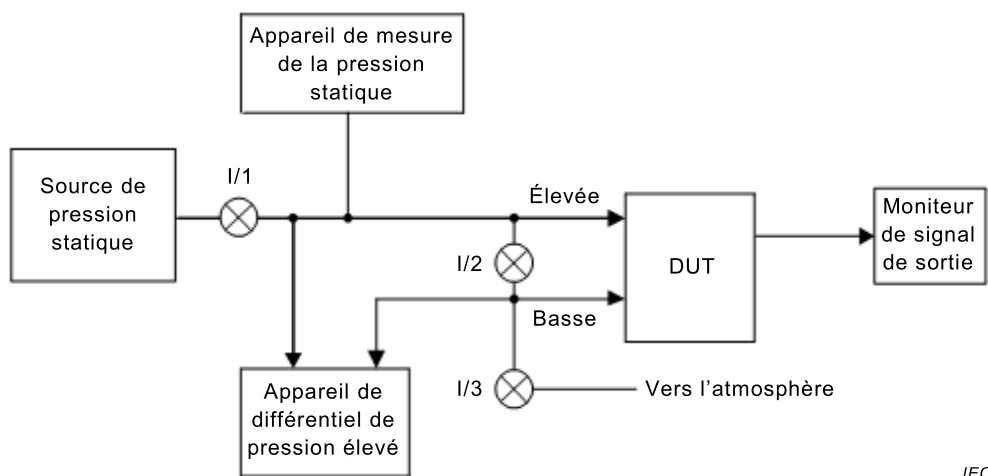 Appareil de mesure
de la pression
statique
Source de
pression
statique
I/1
Élevée
I/2
Basse
DUT
Moniteur
de signal
de sortie
Appareil de
différentiel de
pression élevé
I/3
Vers l'atmosphère
IEC